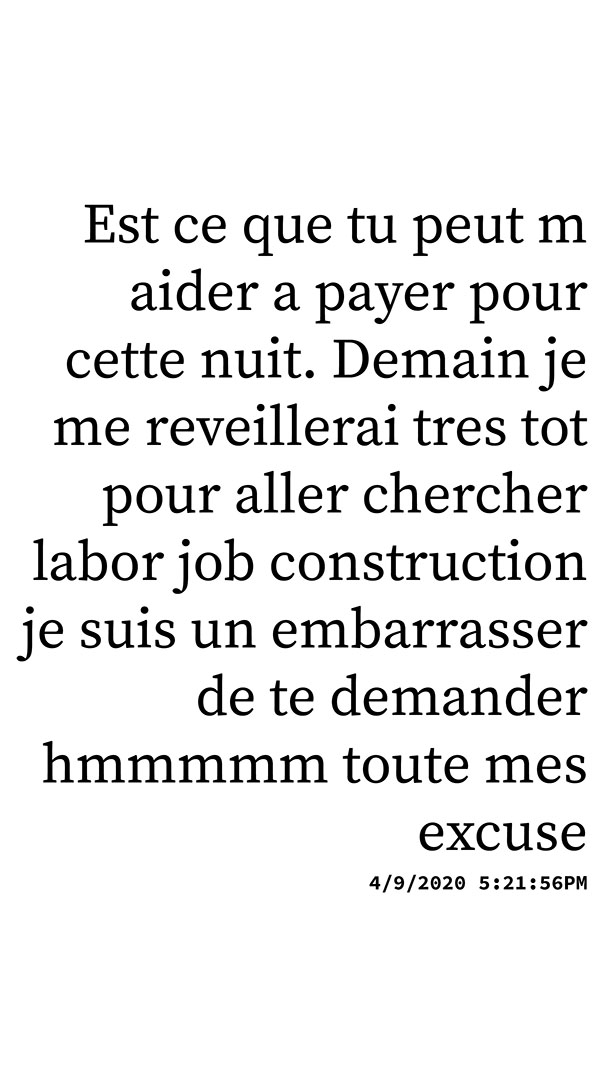 Est ce que tu peut m
aider a payer pour
cette nuit. Demain je
me reveillerai tres tot
pour aller chercher
labor job construction
je suis un embarrasser
de te demander
hmmmmm toute mes
excuse
4/9/2020 5:21:56PM